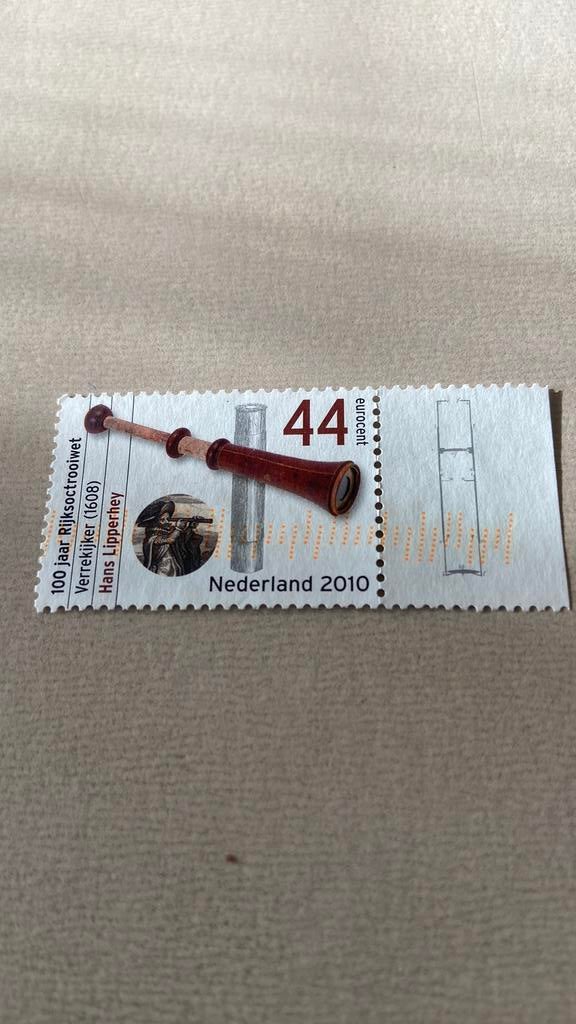 100 jaar Rijksoctrooiwet
Verrekijker (1608)
Hans Lipperhey
44
eurocent
Nederland 2010